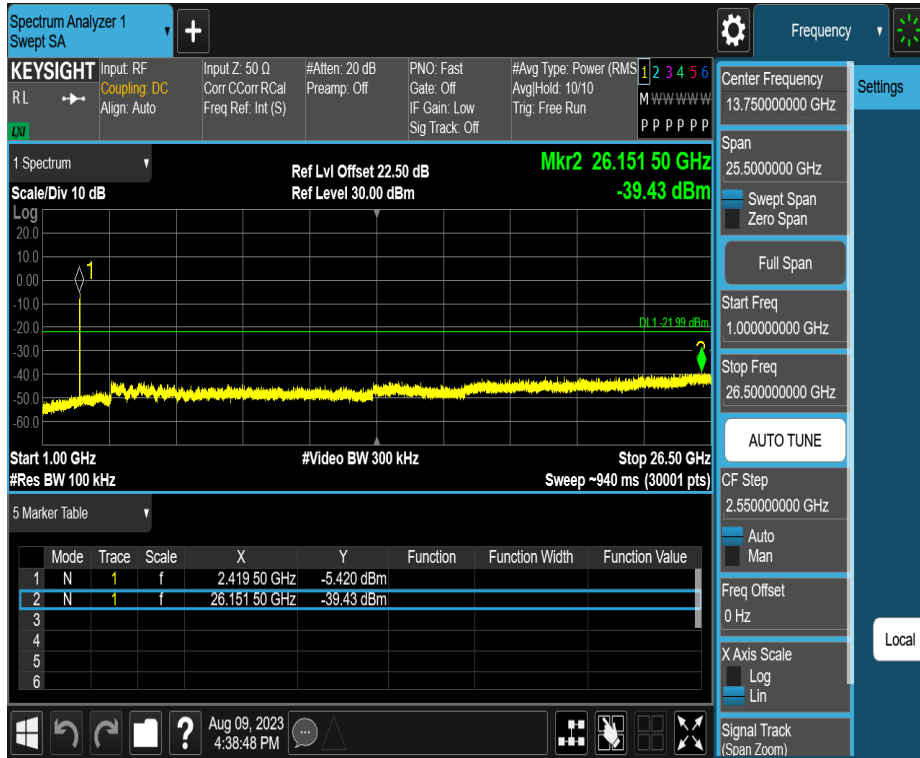 Spectrum Analyzer 1
Swept SA
+
Frequency
KEYSIGHT
R L
LXI
Input: RF
Coupling: DC
Align: Auto
Input Z: 50 Ω
Corr CCorr RCal
Freq Ref: Int (S)
#Atten: 20 dB
Preamp: Off
PNO: Fast
Gate: Off
IF Gain: Low
Sig Track: Off
#Avg Type: Power (RMS
Avg|Hold: 10/10
Trig: Free Run
1 2 3 4 5 6
M W W W W W
P P P P P P
Center Frequency
13.750000000 GHz
Settings
Span
25.5000000 GHz
Swept Span
Zero Span
Full Span
Start Freq
1.000000000 GHz
Stop Freq
26.500000000 GHz
AUTO TUNE
CF Step
2.550000000 GHz
Auto
Man
Freq Offset
0 Hz
X Axis Scale
Log
Lin
Signal Track
(Span Zoom)
Local
1 Spectrum
Scale/Div 10 dB
Log
Ref Lvl Offset 22.50 dB
Ref Level 30.00 dBm
Mkr2 26.151 50 GHz
-39.43 dBm
20.0
10.0
0.00
-10.0
-20.0
-30.0
-40.0
-50.0
-60.0
1
DL1 -21.99 dBm
Start 1.00 GHz
#Video BW 300 kHz
Stop 26.50 GHz
#Res BW 100 kHz
Sweep ~940 ms (30001 pts)
5 Marker Table
Mode Trace Scale X Y Function Function Width Function Value
1 N 1 f 2.419 50 GHz -5.420 dBm
2 N 1 f 26.151 50 GHz -39.43 dBm
3
4
5
6
?
Aug 09, 2023
4:38:48 PM